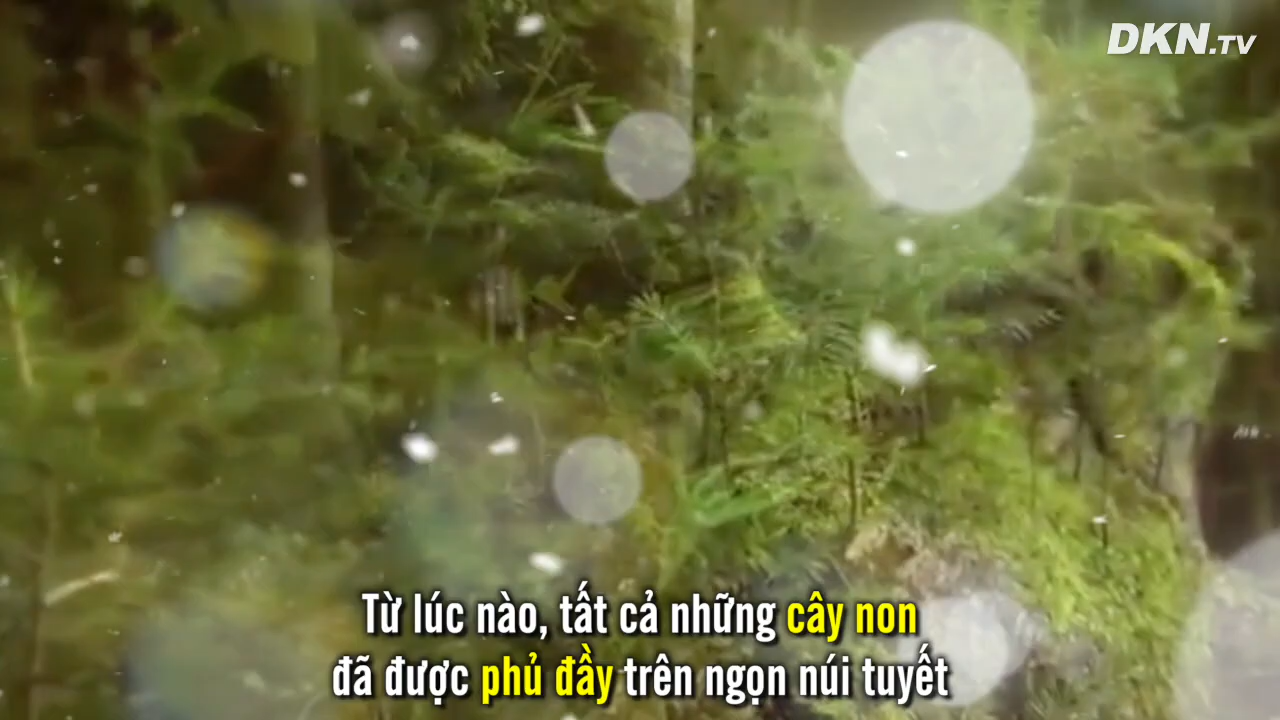 DKN.TV
Từ lúc nào, tất cả những cây non
đã được phủ đầy trên ngọn núi tuyết